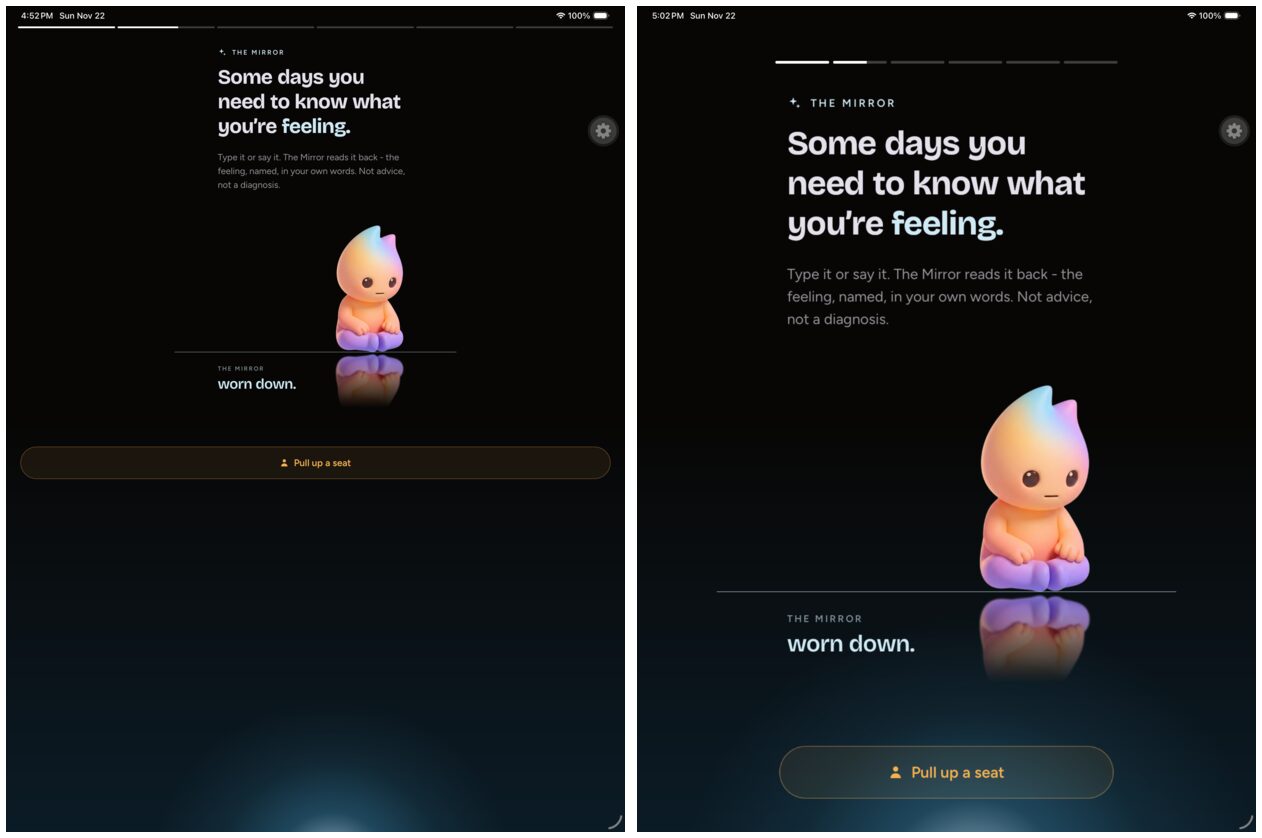 4:52 PM Sun Nov 22
100%
THE MIRROR
Some days you
need to know what
you’re feeling.
Type it or say it. The Mirror reads it back - the
feeling, named, in your own words. Not advice,
not a diagnosis.
THE MIRROR
worn down.
Pull up a seat
5:02 PM Sun Nov 22
100%
THE MIRROR
Some days you
need to know what
you’re feeling.
Type it or say it. The Mirror reads it back - the
feeling, named, in your own words. Not advice,
not a diagnosis.
THE MIRROR
worn down.
Pull up a seat